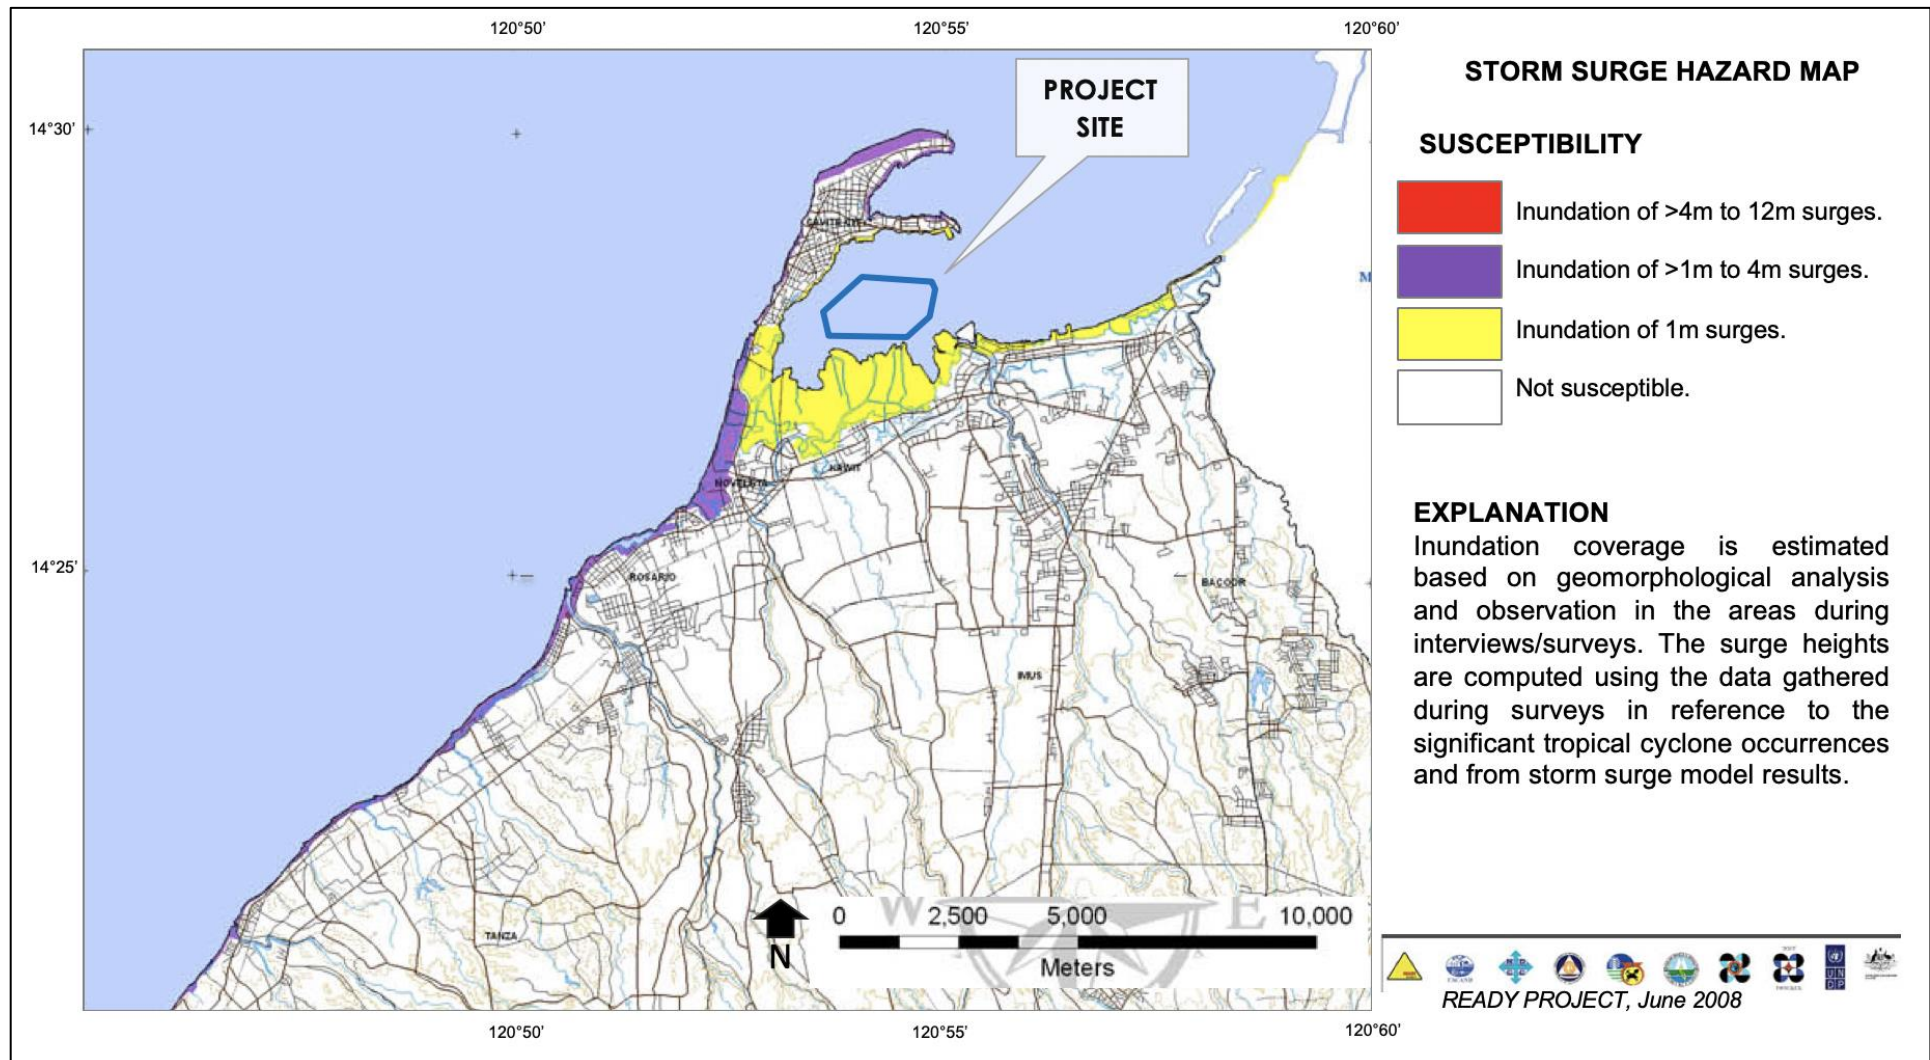 120°50'
120°55'
120°60'
STORM SURGE HAZARD MAP
PROJECT
SITE
14°30'
SUSCEPTIBILITY
Inundation of >4m to 12m surges.
Inundation of >1m to 4m surges.
M
Inundation of 1m surges.
Not susceptible.
KAWIT
NOVELETA
EXPLANATION
Inundation coverage is estimated
based on geomorphological analysis
and observation in the areas during
interviews/surveys. The surge heights
are computed using the data gathered
during surveys in reference to the
significant tropical cyclone occurrences
and from storm surge model results.
14°25'
ROSARIO
BACOOR
IMUS
TANZA
W
E
0 2,500 5,000 10,000
Meters
N
UN
DP
READY PROJECT, June 2008
120°50'
120°55'
120°60'